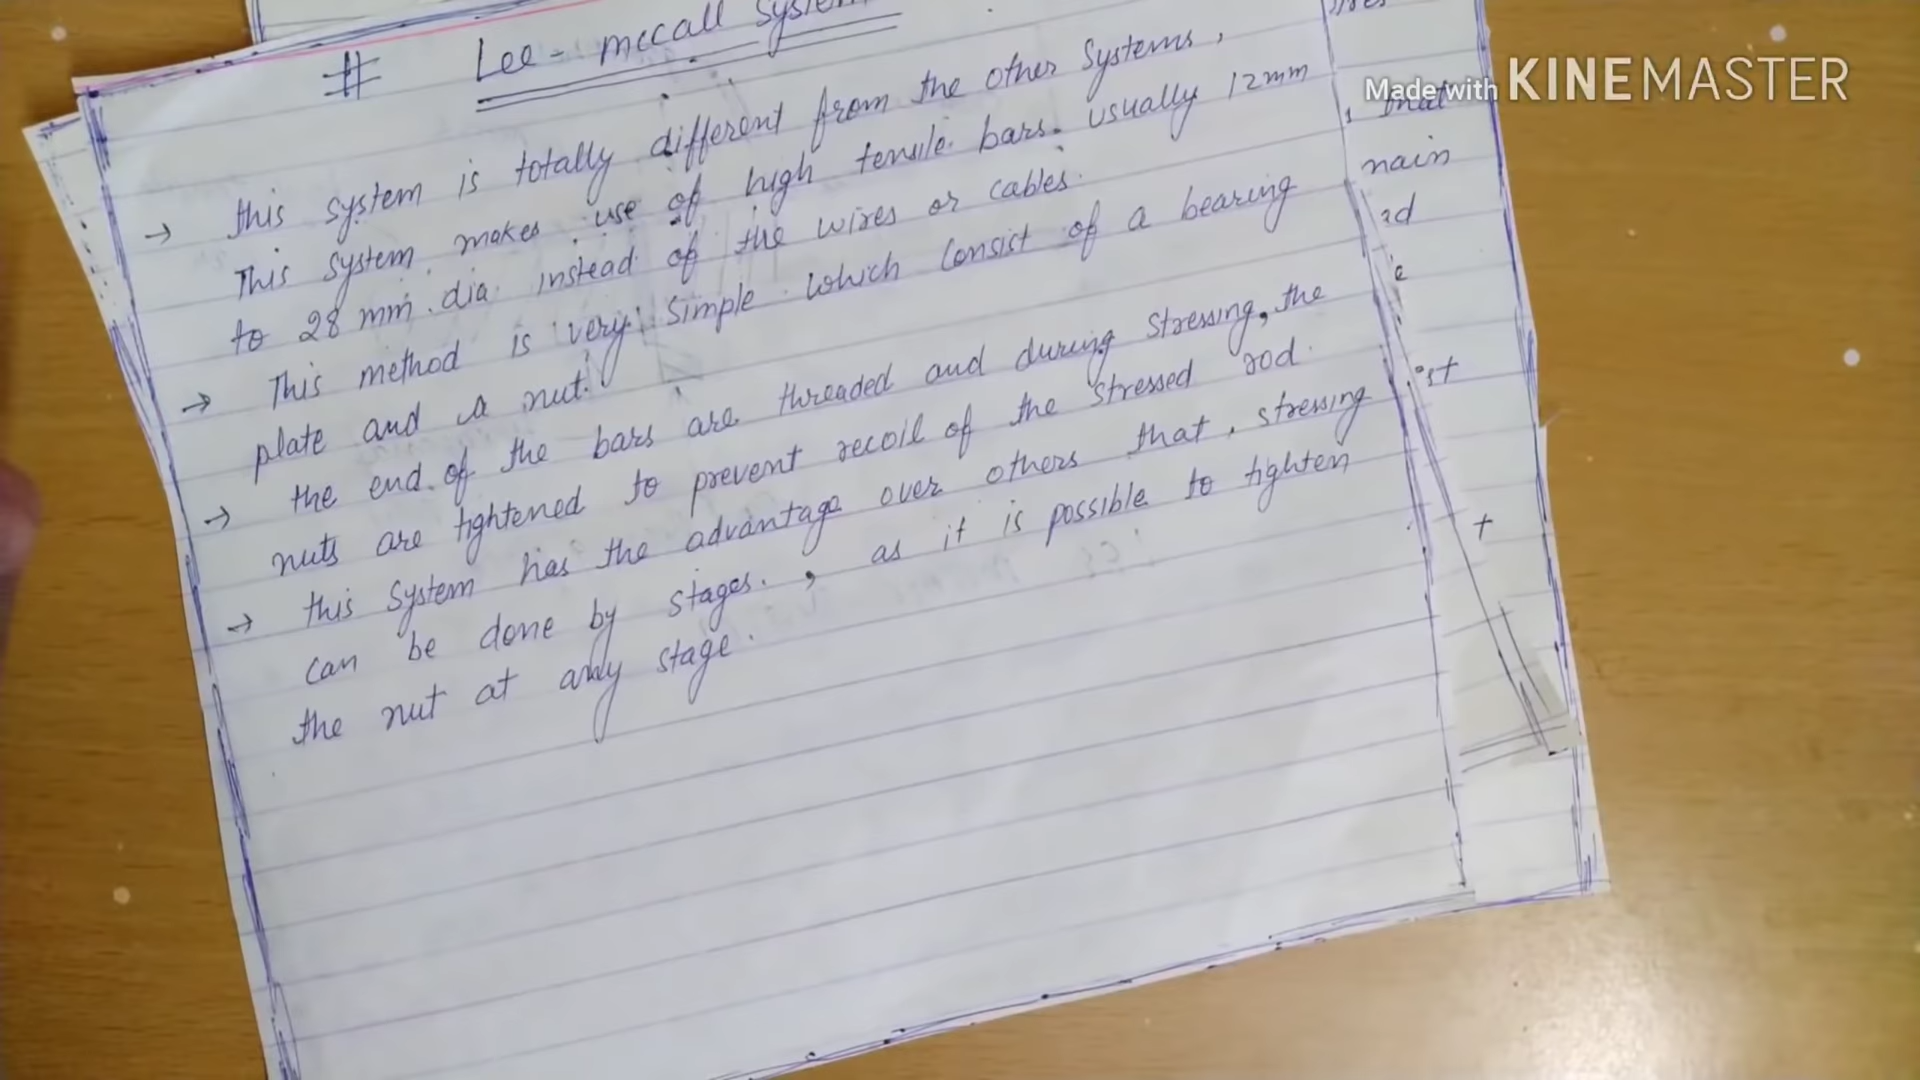 # Lee - mccall System
→ this system is totally different from the other systems,
This system makes use of high tensile bars. usually 12mm
to 28 mm. dia. instead of the wires or cables.
→ This method is very simple which consist of a bearing
plate and a nut.
→ the end of the bars are threaded and during stressing, the
nuts are tightened to prevent recoil of the stressed rod.
→ this system has the advantage over others that, stressing
can be done by stages., as it is possible to tighten
the nut at any stage.
Made with KINEMASTER
that